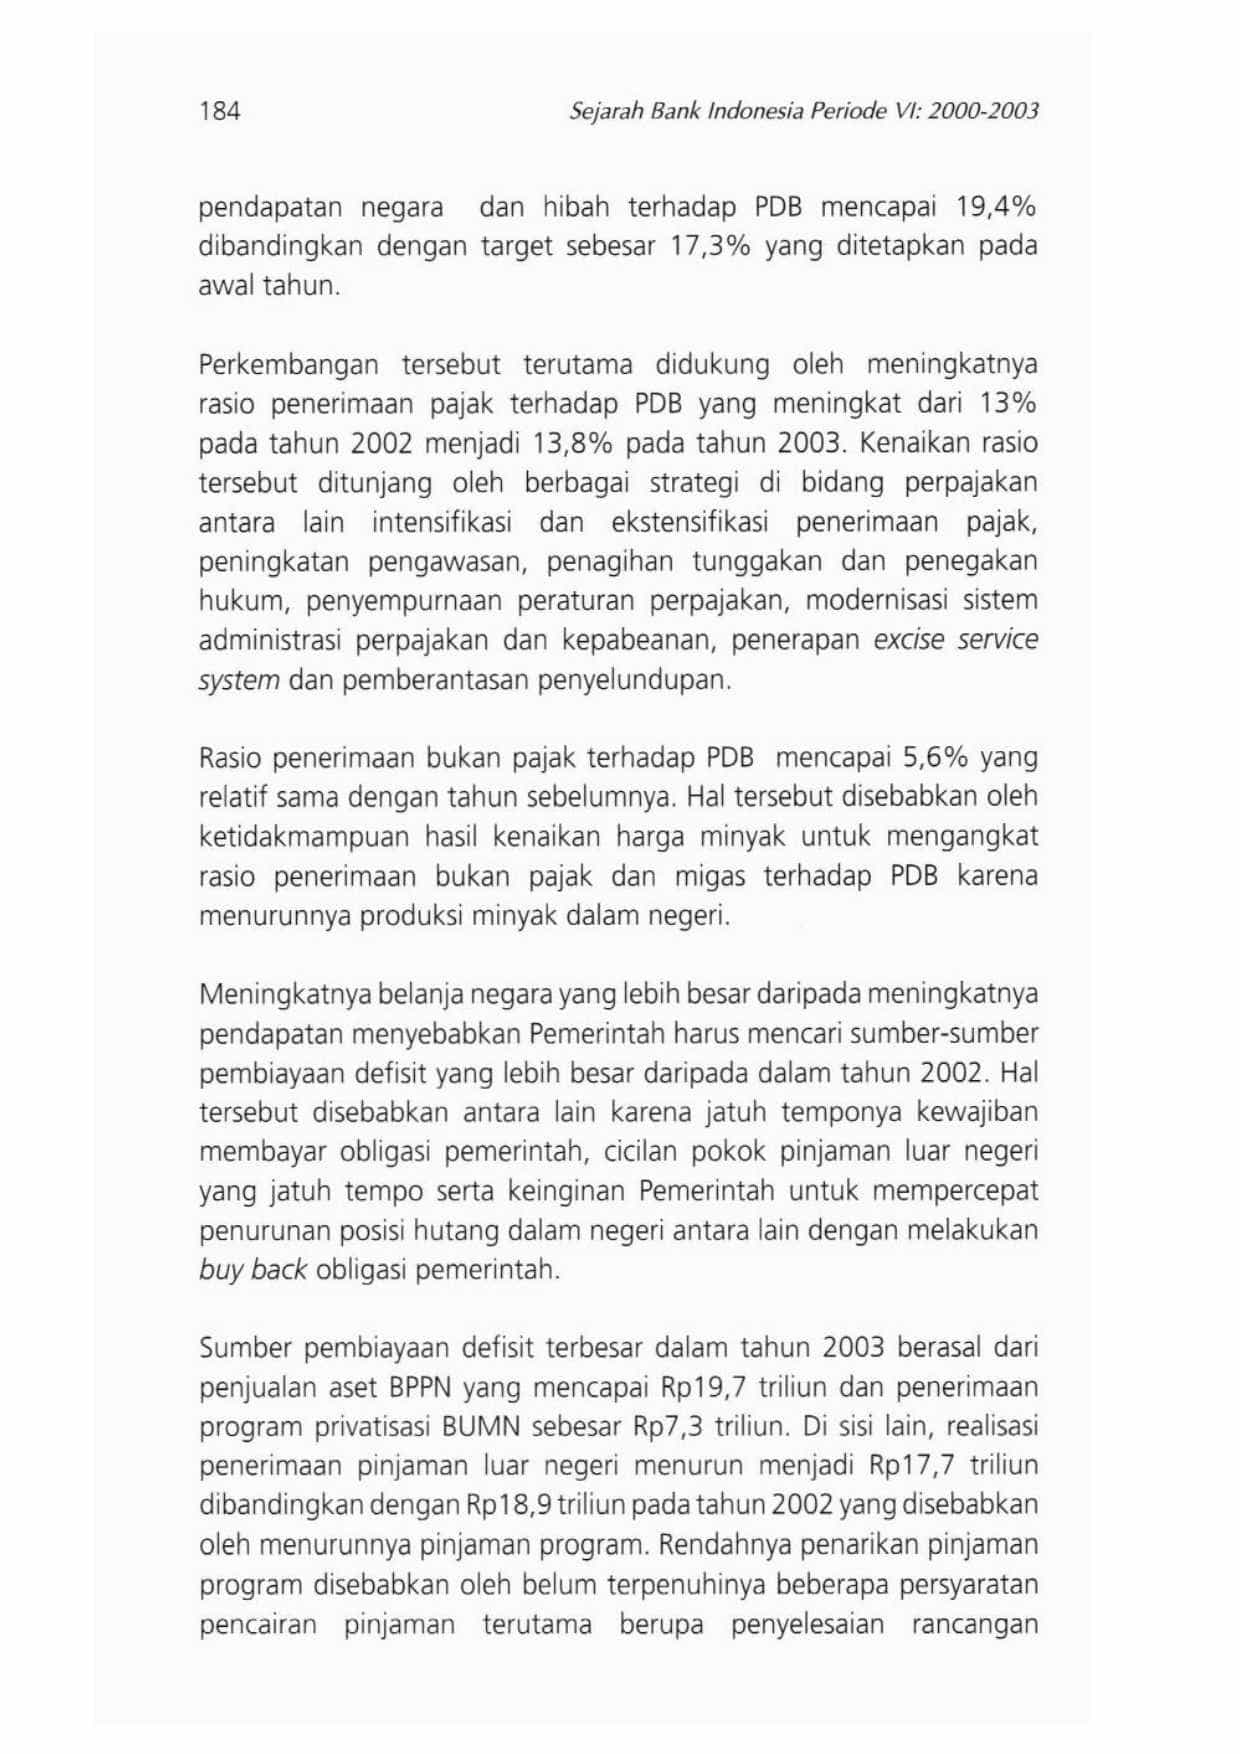 184
Sejarah Bank Indonesia Periode VI: 2000-2003
pendapatan negara dan hibah terhadap PDB mencapai 19,4%
dibandingkan dengan target sebesar 17,3% yang ditetapkan pada
awal tahun.
Perkembangan tersebut terutama didukung oleh meningkatnya
rasio penerimaan pajak terhadap PDB yang meningkat dari 13%
pada tahun 2002 menjadi 13,8% pada tahun 2003. Kenaikan rasio
tersebut ditunjang oleh berbagai strategi di bidang perpajakan
antara lain intensifikasi dan ekstensifikasi penerimaan pajak,
peningkatan pengawasan, penagihan tunggakan dan penegakan
hukum, penyempurnaan peraturan perpajakan, modernisasi sistem
administrasi perpajakan dan kepabeanan, penerapan excise service
system dan pemberantasan penyelundupan.
Rasio penerimaan bukan pajak terhadap PDB mencapai 5,6% yang
relatif sama dengan tahun sebelumnya. Hal tersebut disebabkan oleh
ketidakmampuan hasil kenaikan harga minyak untuk mengangkat
rasio penerimaan bukan pajak dan migas terhadap PDB karena
menurunnya produksi minyak dalam negeri.
Meningkatnya belanja negara yang lebih besar daripada meningkatnya
pendapatan menyebabkan Pemerintah harus mencari sumber-sumber
pembiayaan defisit yang lebih besar daripada dalam tahun 2002. Hal
tersebut disebabkan antara lain karena jatuh temponya kewajiban
membayar obligasi pemerintah, cicilan pokok pinjaman luar negeri
yang jatuh tempo serta keinginan Pemerintah untuk mempercepat
penurunan posisi hutang dalam negeri antara lain dengan melakukan
buy back obligasi pemerintah.
Sumber pembiayaan defisit terbesar dalam tahun 2003 berasal dari
penjualan aset BPPN yang mencapai Rp19,7 triliun dan penerimaan
program privatisasi BUMN sebesar Rp7,3 triliun. Di sisi lain, realisasi
penerimaan pinjaman luar negeri menurun menjadi Rp17,7 triliun
dibandingkan dengan Rp18,9 triliun pada tahun 2002 yang disebabkan
oleh menurunnya pinjaman program. Rendahnya penarikan pinjaman
program disebabkan oleh belum terpenuhinya beberapa persyaratan
pencairan pinjaman terutama berupa penyelesaian rancangan